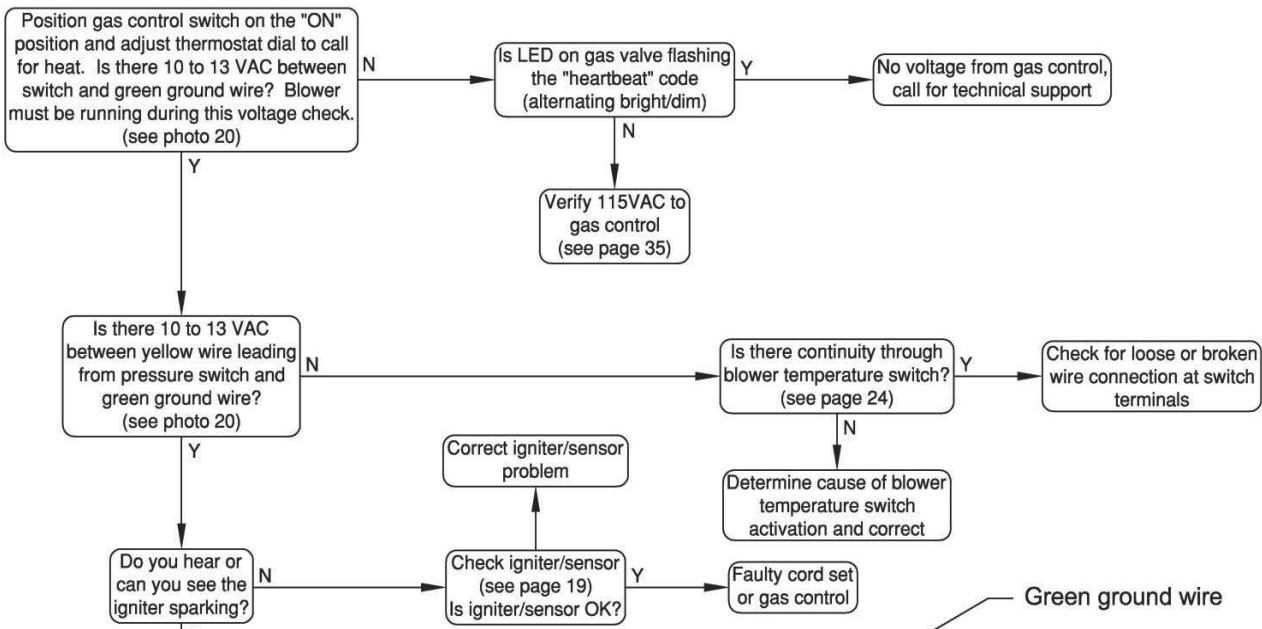 Position gas control switch on the "ON"
position and adjust thermostat dial to call
for heat. Is there 10 to 13 VAC between
switch and green ground wire? Blower
must be running during this voltage check.
(see photo 20)
N
Is LED on gas valve flashing
the "heartbeat" code
(alternating bright/dim)
Y
No voltage from gas control,
call for technical support
N
Verify 115VAC to
gas control
(see page 35)
Y
Is there 10 to 13 VAC
between yellow wire leading
from pressure switch and
green ground wire?
(see photo 20)
N
Is there continuity through
blower temperature switch?
(see page 24)
Y
Check for loose or broken
wire connection at switch
terminals
N
Determine cause of blower
temperature switch
activation and correct
Y
Do you hear or
can you see the
igniter sparking?
N
Check igniter/sensor
(see page 19)
Is igniter/sensor OK?
Correct igniter/sensor
problem
Y
Faulty cord set
or gas control
Green ground wire